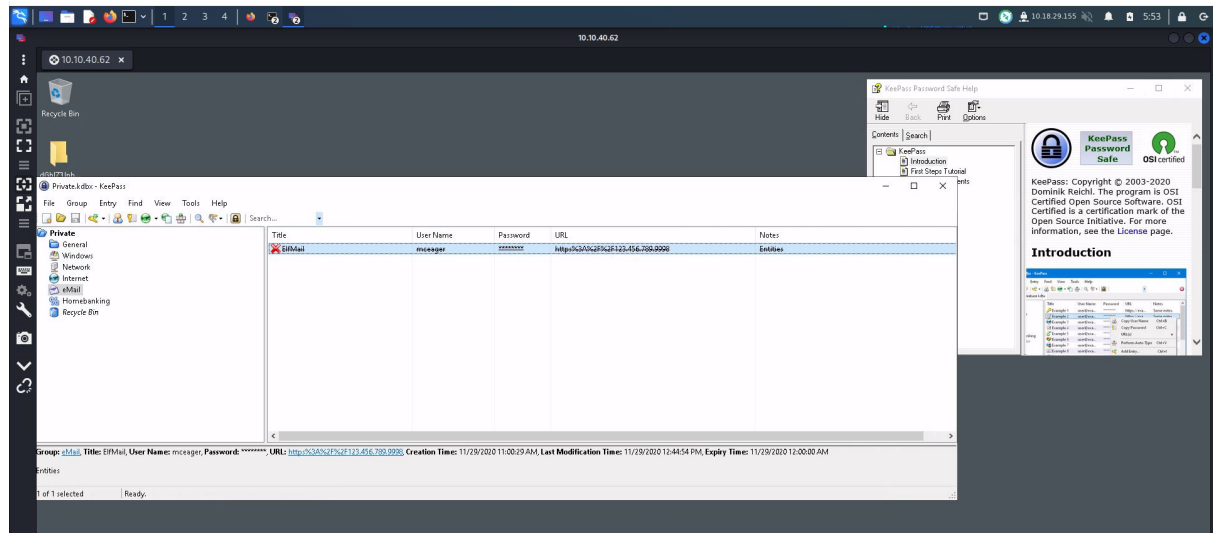 1 2 3 4
10.18.29.155
5:53
10.10.40.62
10.10.40.62 ×
Recycle Bin
KeePass Password Safe Help
Hide Back Print Options
Contents Search
KeePass
Introduction
First Steps Tutorial
ents
KeePass
Password
Safe
OSI certified
KeePass: Copyright © 2003-2020
Dominik Reichl. The program is OSI
Certified Open Source Software. OSI
Certified is a certification mark of the
Open Source Initiative. For more
information, see the License page.
Introduction
Private.kdbx - KeePass
File Group Entry Find View Tools Help
Search...
Private
General
Windows
Network
Internet
eMail
Homebanking
Recycle Bin
Title User Name Password URL Notes
ElfMail mceager ******** https%3A%2F%2F123.456.789.9998 Entities
Group: eMail, Title: ElfMail, User Name: mceager, Password: ********, URL: https%3A%2F%2F123.456.789.9998, Creation Time: 11/29/2020 11:00:29 AM, Last Modification Time: 11/29/2020 12:44:54 PM, Expiry Time: 11/29/2020 12:00:00 AM
Entities
1 of 1 selected Ready.